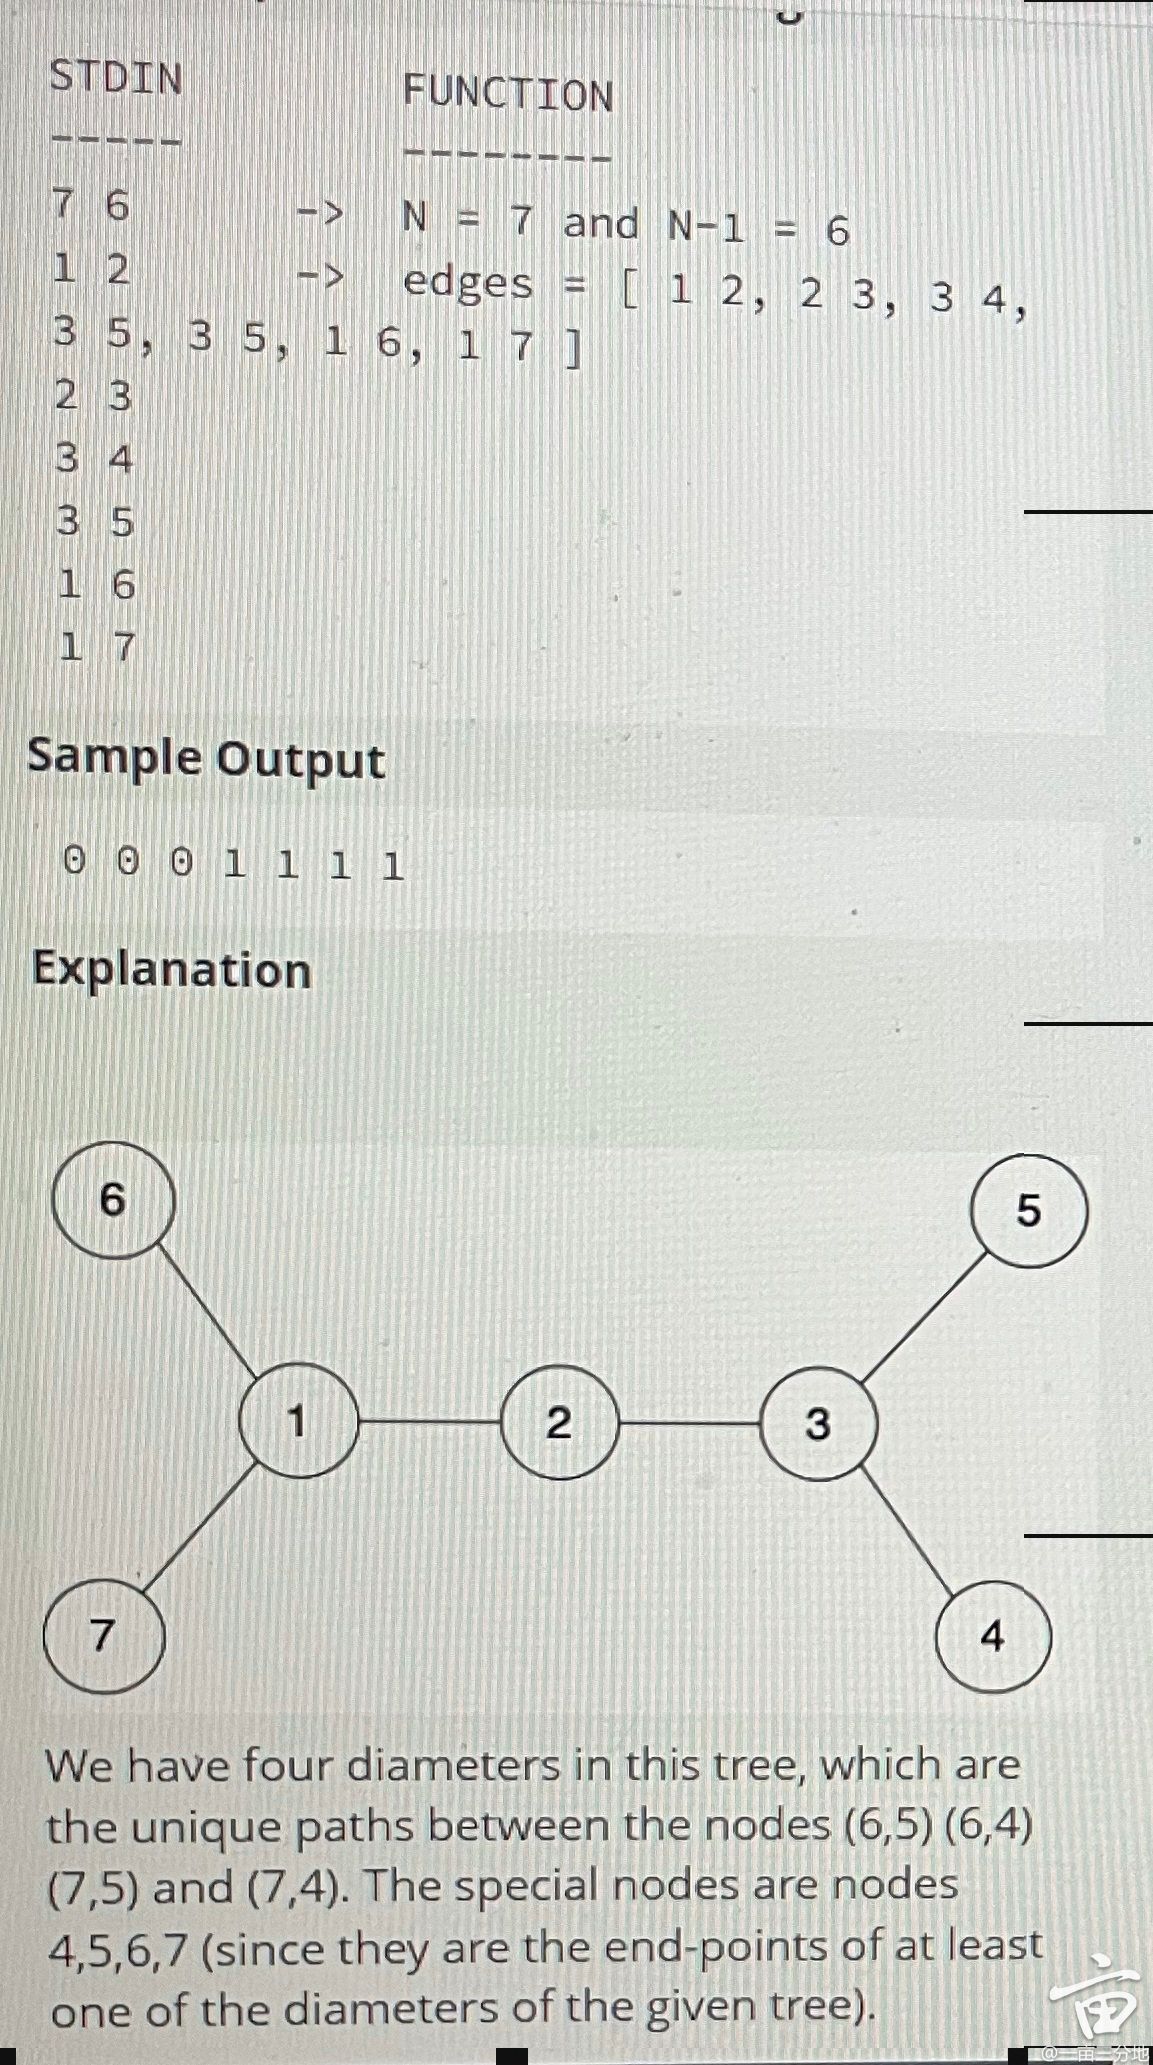 STDIN FUNCTION
----- --------
7 6 -> N = 7 and N-1 = 6
1 2 -> edges = [ 1 2, 2 3, 3 4,
3 5, 3 5, 1 6, 1 7 ]
2 3
3 4
3 5
1 6
1 7
Sample Output
0 0 0 1 1 1 1
Explanation
6
5
1
2
3
7
4
We have four diameters in this tree, which are
the unique paths between the nodes (6,5) (6,4)
(7,5) and (7,4). The special nodes are nodes
4,5,6,7 (since they are the end-points of at least
one of the diameters of the given tree).
亩
@一亩三分地